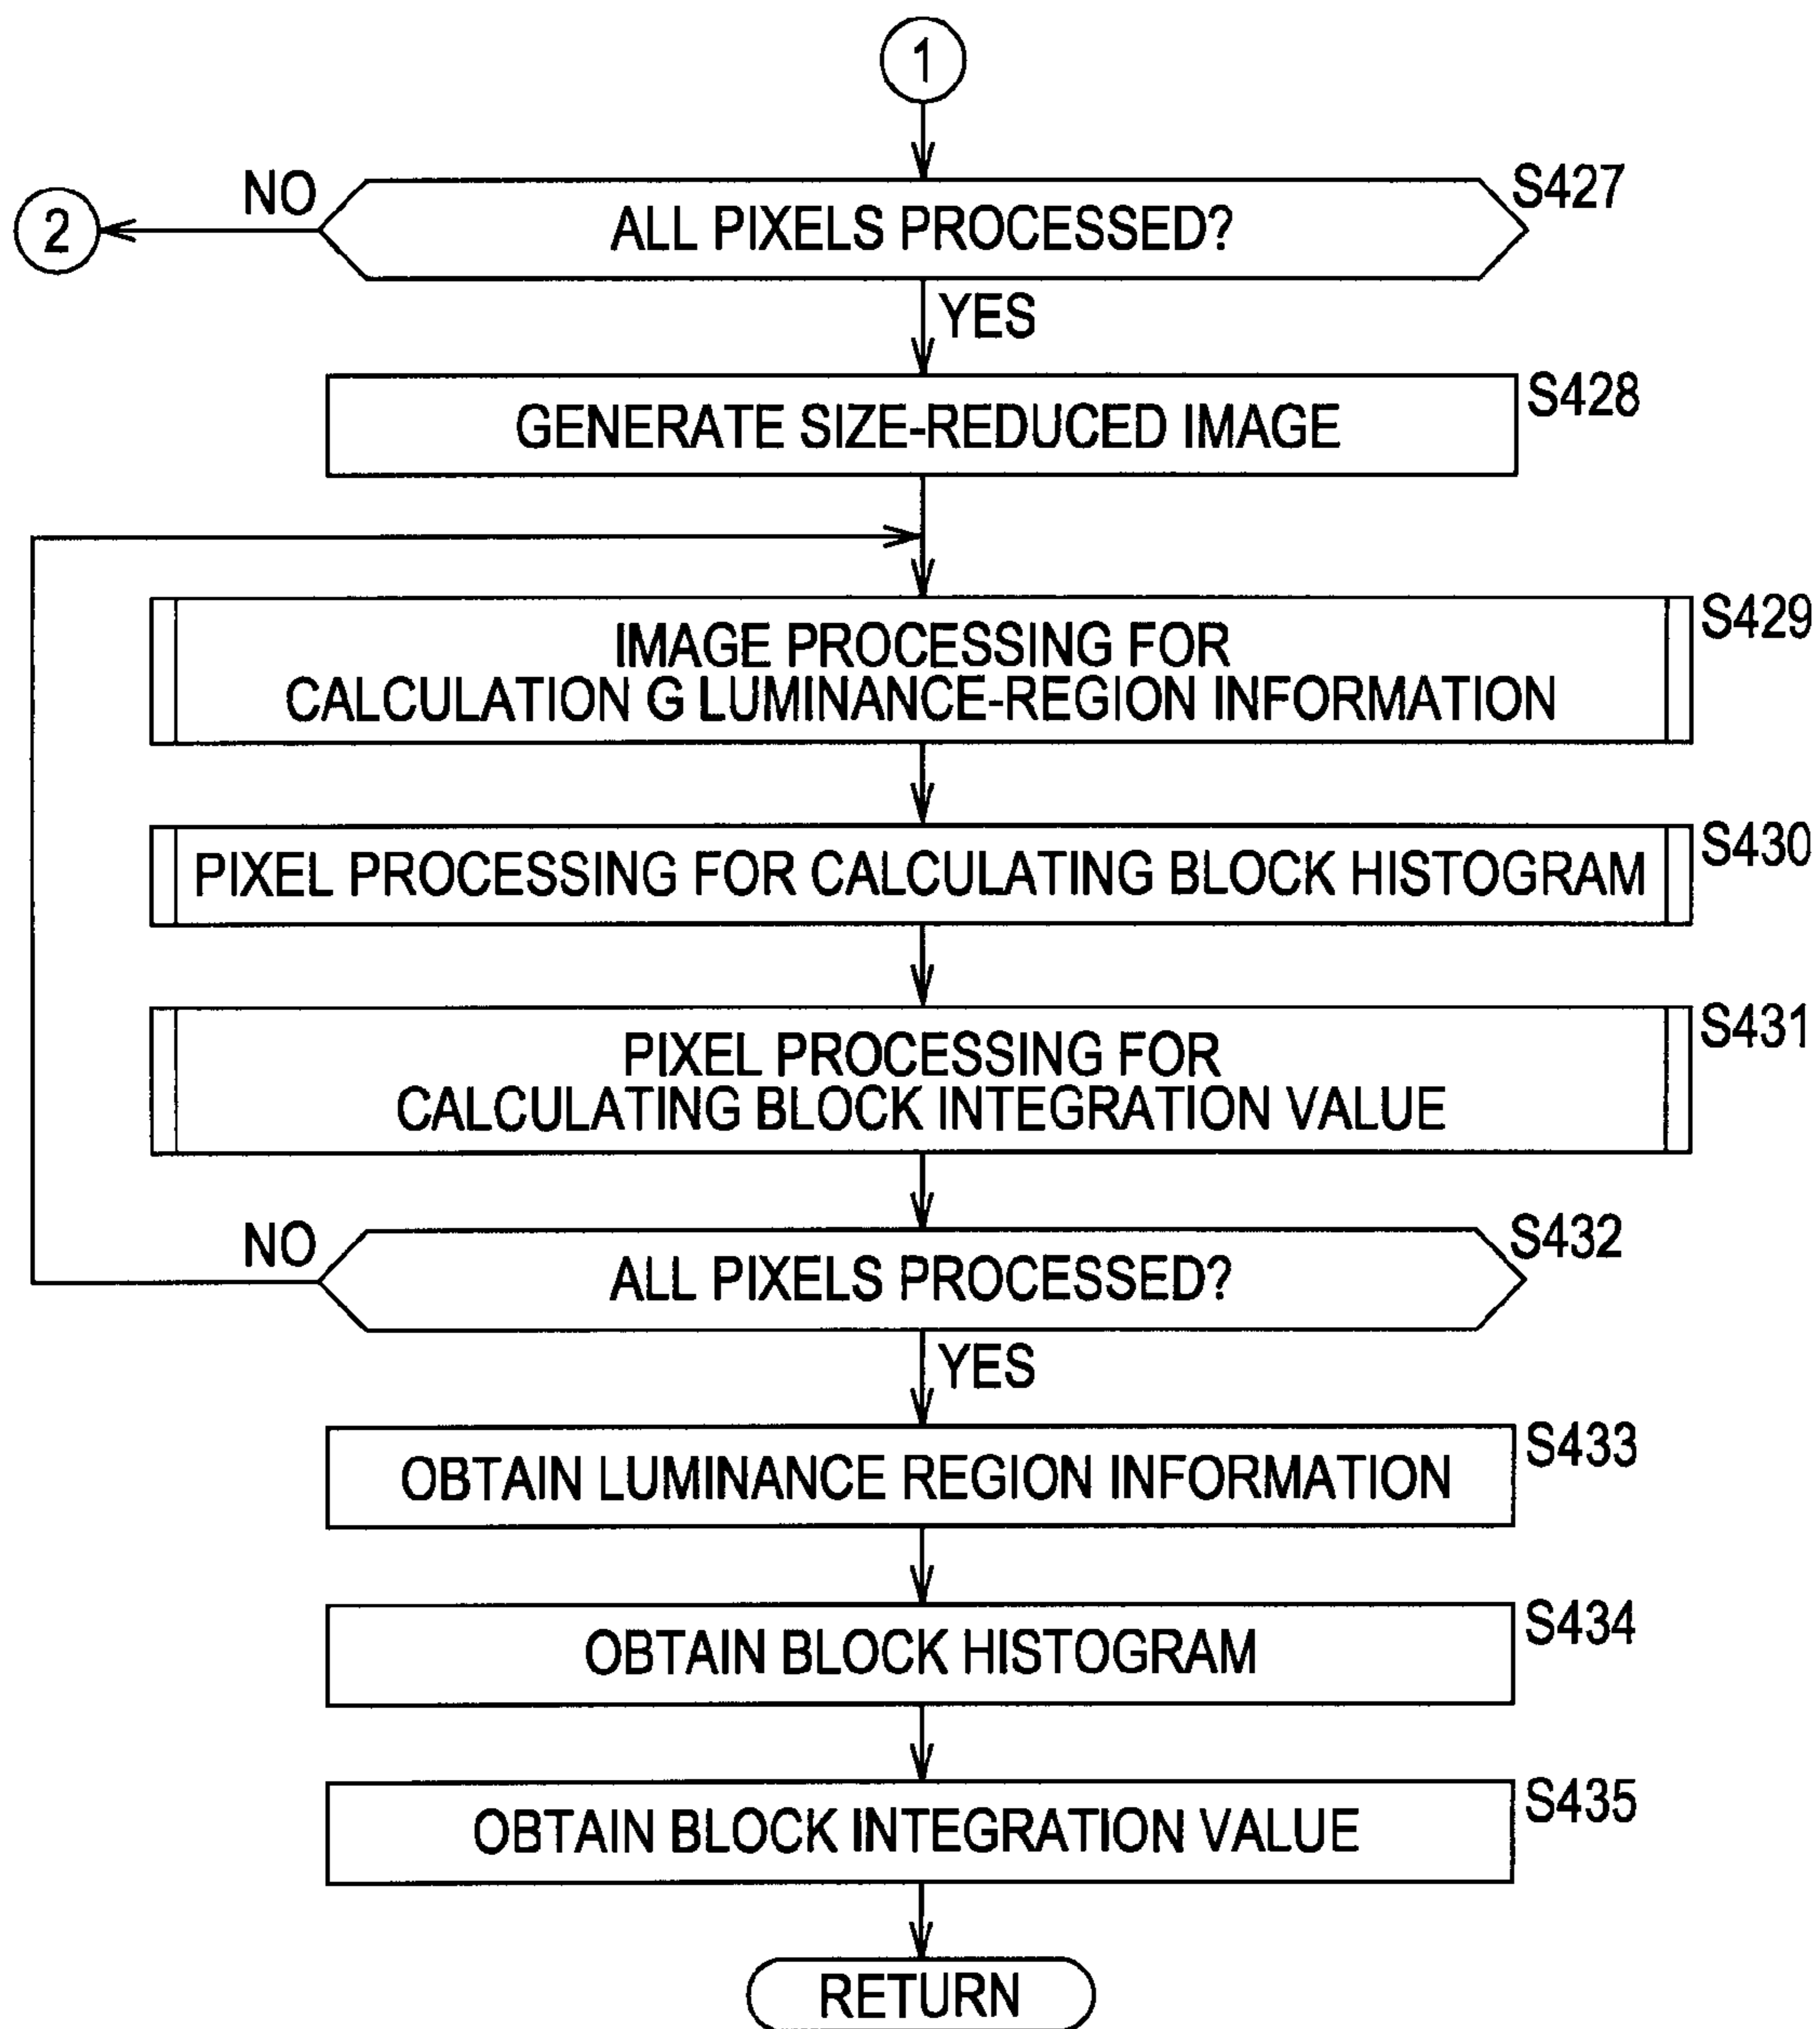 1
NO
S427
2
ALL PIXELS PROCESSED?
YES
S428
GENERATE SIZE-REDUCED IMAGE
S429
IMAGE PROCESSING FOR
CALCULATION G LUMINANCE-REGION INFORMATION
S430
PIXEL PROCESSING FOR CALCULATING BLOCK HISTOGRAM
S431
PIXEL PROCESSING FOR
CALCULATING BLOCK INTEGRATION VALUE
NO
S432
ALL PIXELS PROCESSED?
YES
S433
OBTAIN LUMINANCE REGION INFORMATION
S434
OBTAIN BLOCK HISTOGRAM
S435
OBTAIN BLOCK INTEGRATION VALUE
RETURN